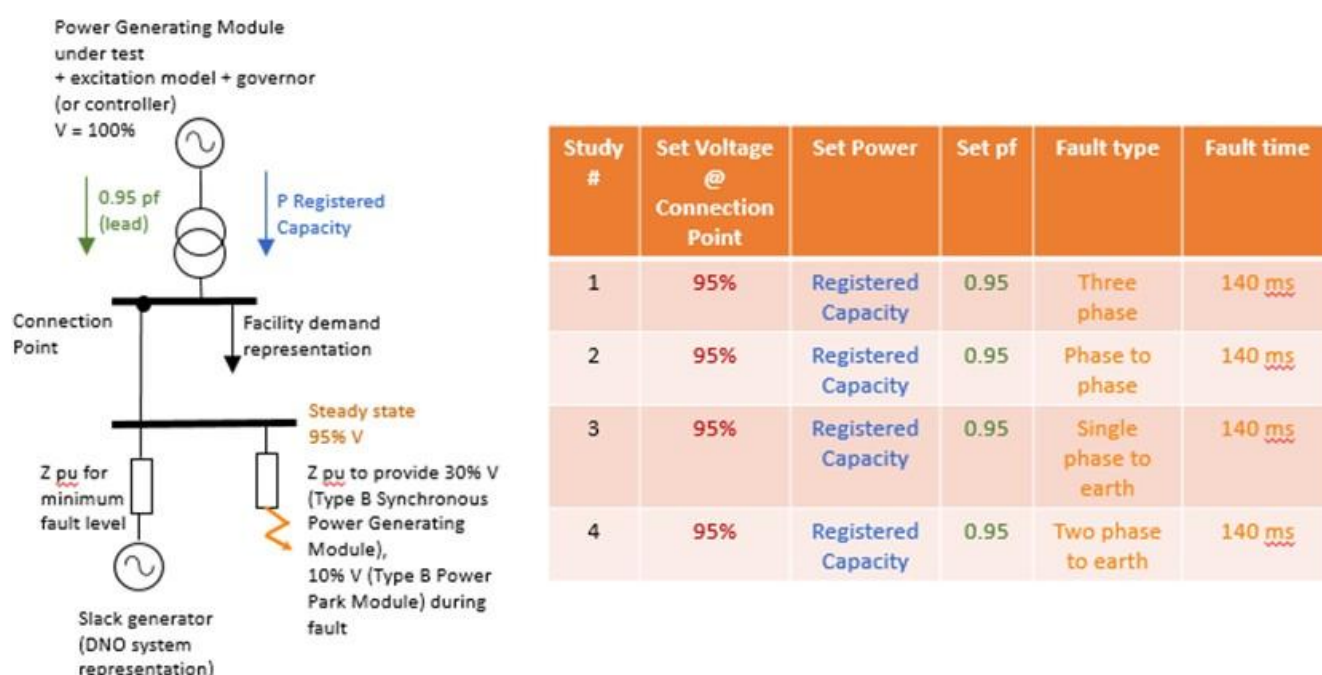 Power Generating Module
under test
+ excitation model + governor
(or controller)
V = 100%
0.95 pf
(lead)
P Registered
Capacity
Connection
Point
Facility demand
representation
Steady state
95% V
Z pu for
minimum
fault level
Z pu to provide 30% V
(Type B Synchronous
Power Generating
Module),
10% V (Type B Power
Park Module) during
fault
Slack generator
(DNO system
representation)
Study
#
Set Voltage
@
Connection
Point
Set Power
Set pf
Fault type
Fault time
1
95%
Registered
Capacity
0.95
Three
phase
140 ms
2
95%
Registered
Capacity
0.95
Phase to
phase
140 ms
3
95%
Registered
Capacity
0.95
Single
phase to
earth
140 ms
4
95%
Registered
Capacity
0.95
Two phase
to earth
140 ms